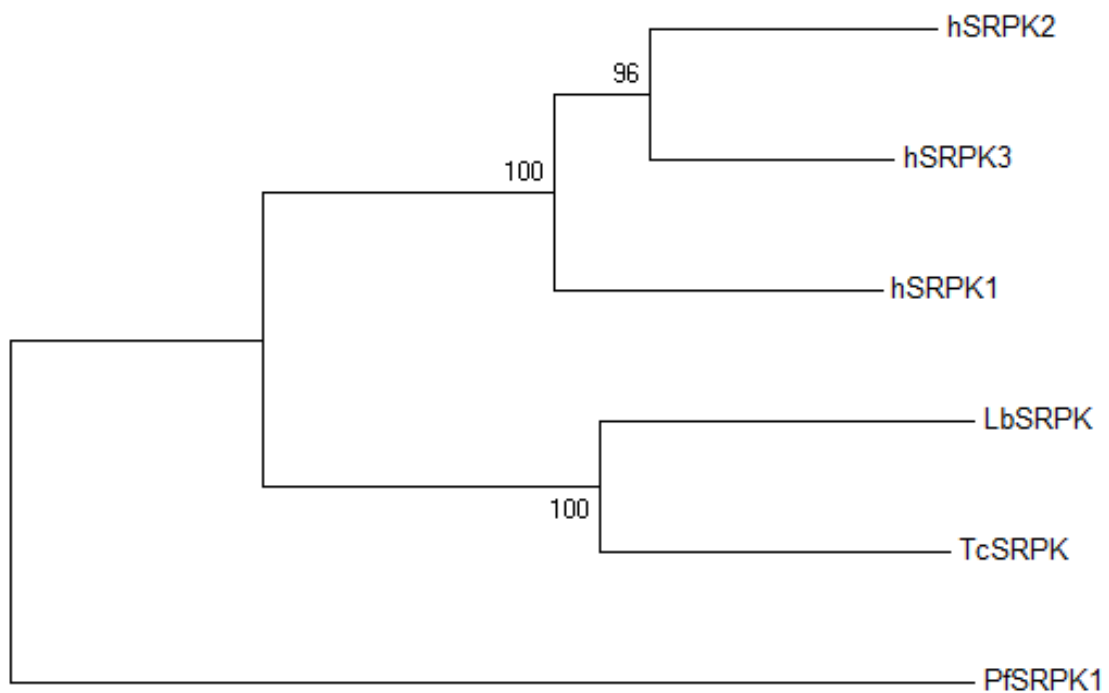 hSRPK2
96
hSRPK3
100
hSRPK1
LbSRPK
100
TcSRPK
PfSRPK1